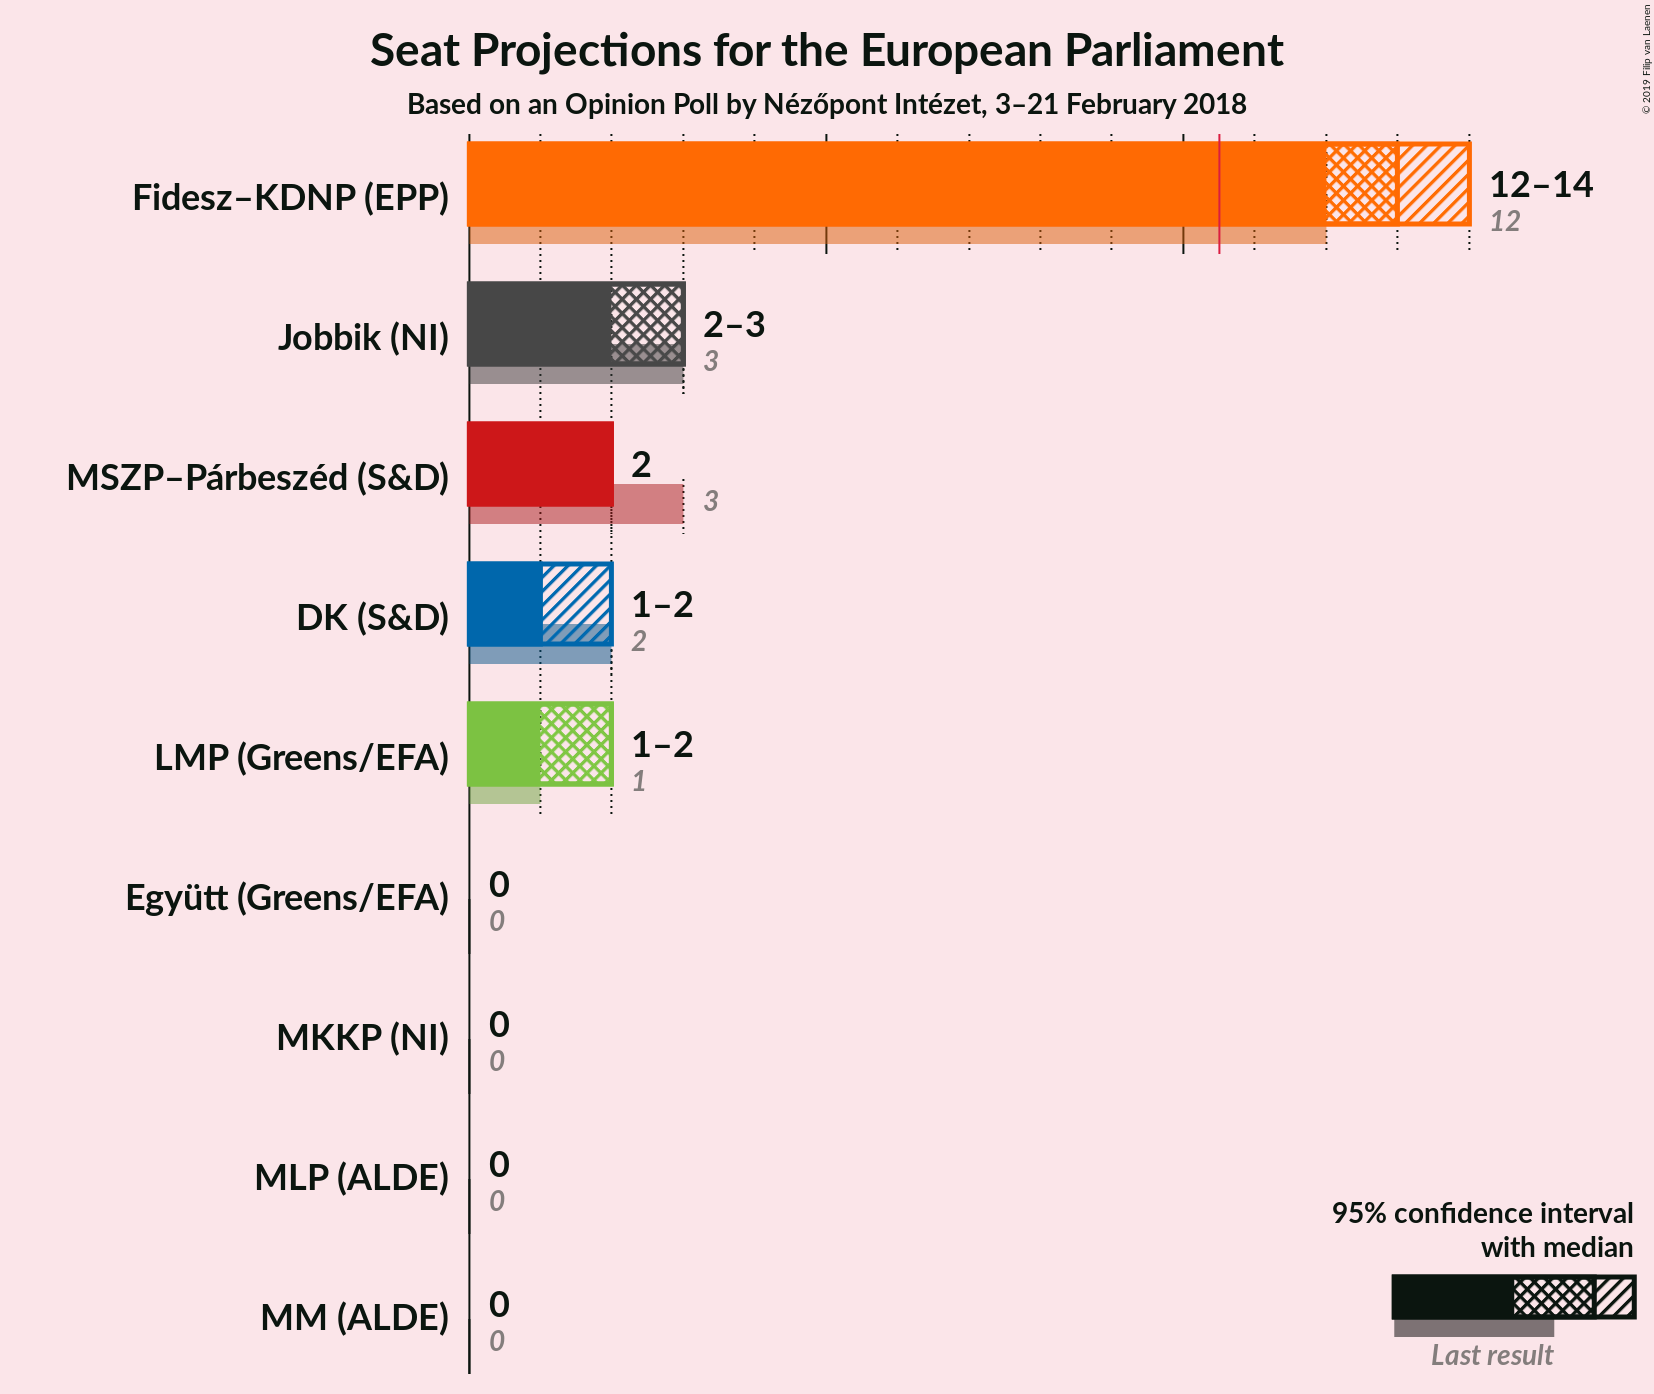 Seat Projections for the European Parliament
Based on an Opinion Poll by Nézőpont Intézet, 3–21 February 2018
© 2019 Filip van Laenen
Fidesz–KDNP (EPP)
12–14
12
Jobbik (NI)
2–3
3
MSZP–Párbeszéd (S&D)
2
3
DK (S&D)
1–2
2
LMP (Greens/EFA)
1–2
1
Együtt (Greens/EFA)
0
0
MKKP (NI)
0
0
MLP (ALDE)
0
0
MM (ALDE)
0
0
95% confidence interval
with median
Last result